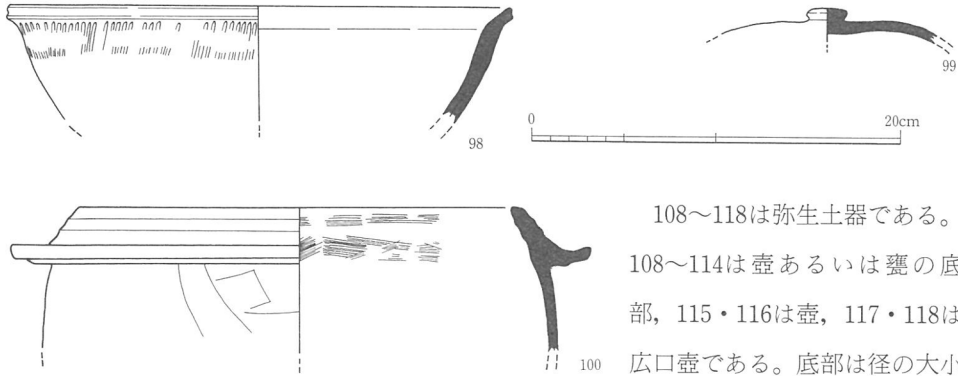 98
99
0 20cm
100
108～118は弥生土器である。
108～114は壺あるいは甕の底
部，115・116は壺，117・118は
広口壺である。底部は径の大小